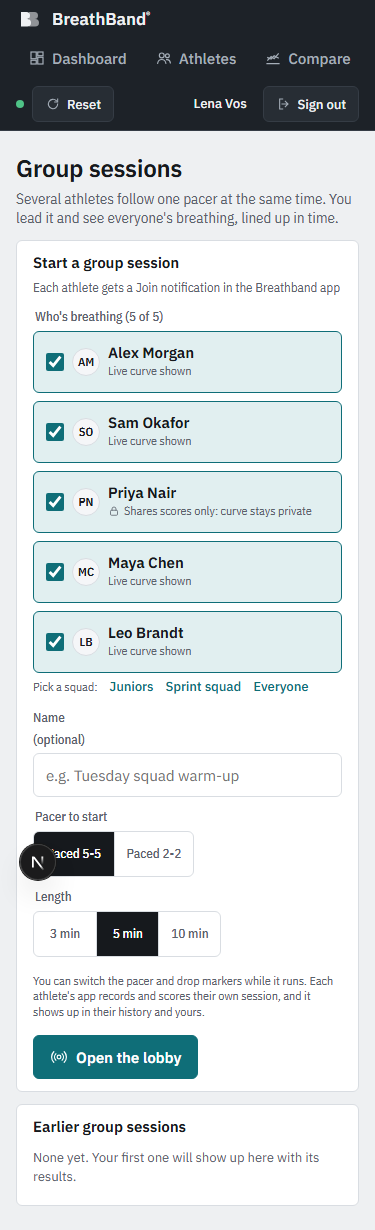 BreathBand®
Dashboard
Athletes
Compare
Reset
Lena Vos
Sign out
Group sessions
Several athletes follow one pacer at the same time. You
lead it and see everyone's breathing, lined up in time.
Start a group session
Each athlete gets a Join notification in the Breathband app
Who's breathing (5 of 5)
AM
Alex Morgan
Live curve shown
SO
Sam Okafor
Live curve shown
PN
Priya Nair
Shares scores only: curve stays private
MC
Maya Chen
Live curve shown
LB
Leo Brandt
Live curve shown
Pick a squad: Juniors Sprint squad Everyone
Name
(optional)
e.g. Tuesday squad warm-up
Pacer to start
N
aced 5-5
Paced 2-2
Length
3 min
5 min
10 min
You can switch the pacer and drop markers while it runs. Each
athlete's app records and scores their own session, and it
shows up in their history and yours.
Open the lobby
Earlier group sessions
None yet. Your first one will show up here with its
results.